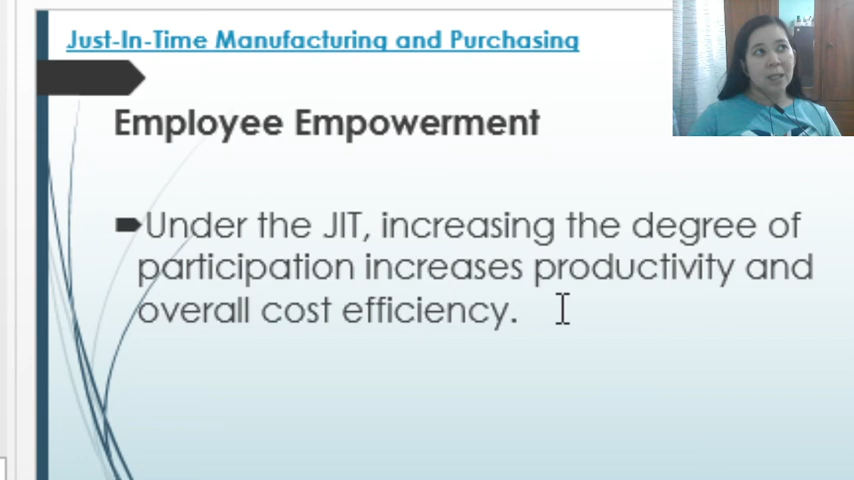 Just-In-Time Manufacturing and Purchasing
Employee Empowerment
Under the JIT, increasing the degree of
participation increases productivity and
overall cost efficiency.